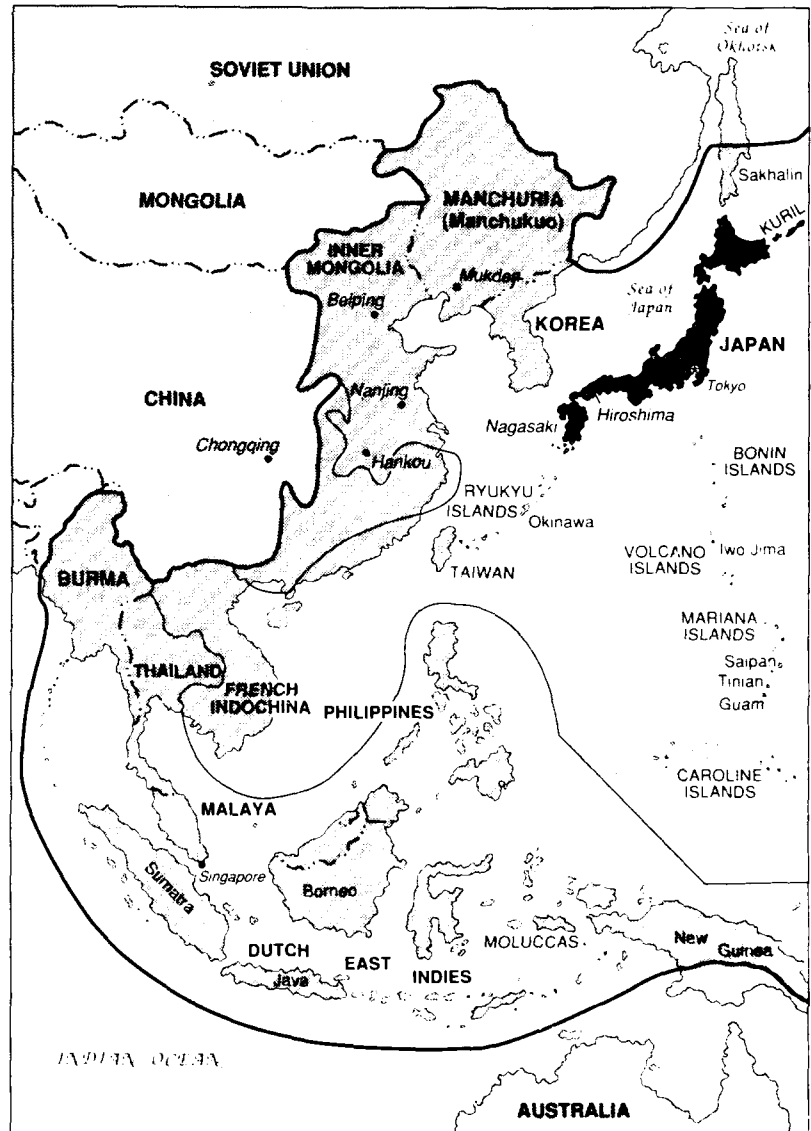 Sea of
Okhotsk
SOVIET UNION
Sakhalin
MONGOLIA
MANCHURIA
(Manchukuo)
KURIL
INNER
MONGOLIA
Mukden
Sea of
Japan
Beiping
KOREA
JAPAN
Tokyo
CHINA
Nanjing
Hiroshima
Nagasaki
Chongqing
Hankou
BONIN
ISLANDS
RYUKYU
ISLANDS
Okinawa
VOLCANO
ISLANDS
Iwo Jima
TAIWAN
BURMA
MARIANA
ISLANDS
Saipan
Tinian
Guam
THAILAND
FRENCH
INDOCHINA
PHILIPPINES
CAROLINE
ISLANDS
MALAYA
Singapore
Sumatra
Borneo
DUTCH
EAST
INDIES
MOLUCCAS
New
Guinea
Java
INDIAN OCEAN
AUSTRALIA